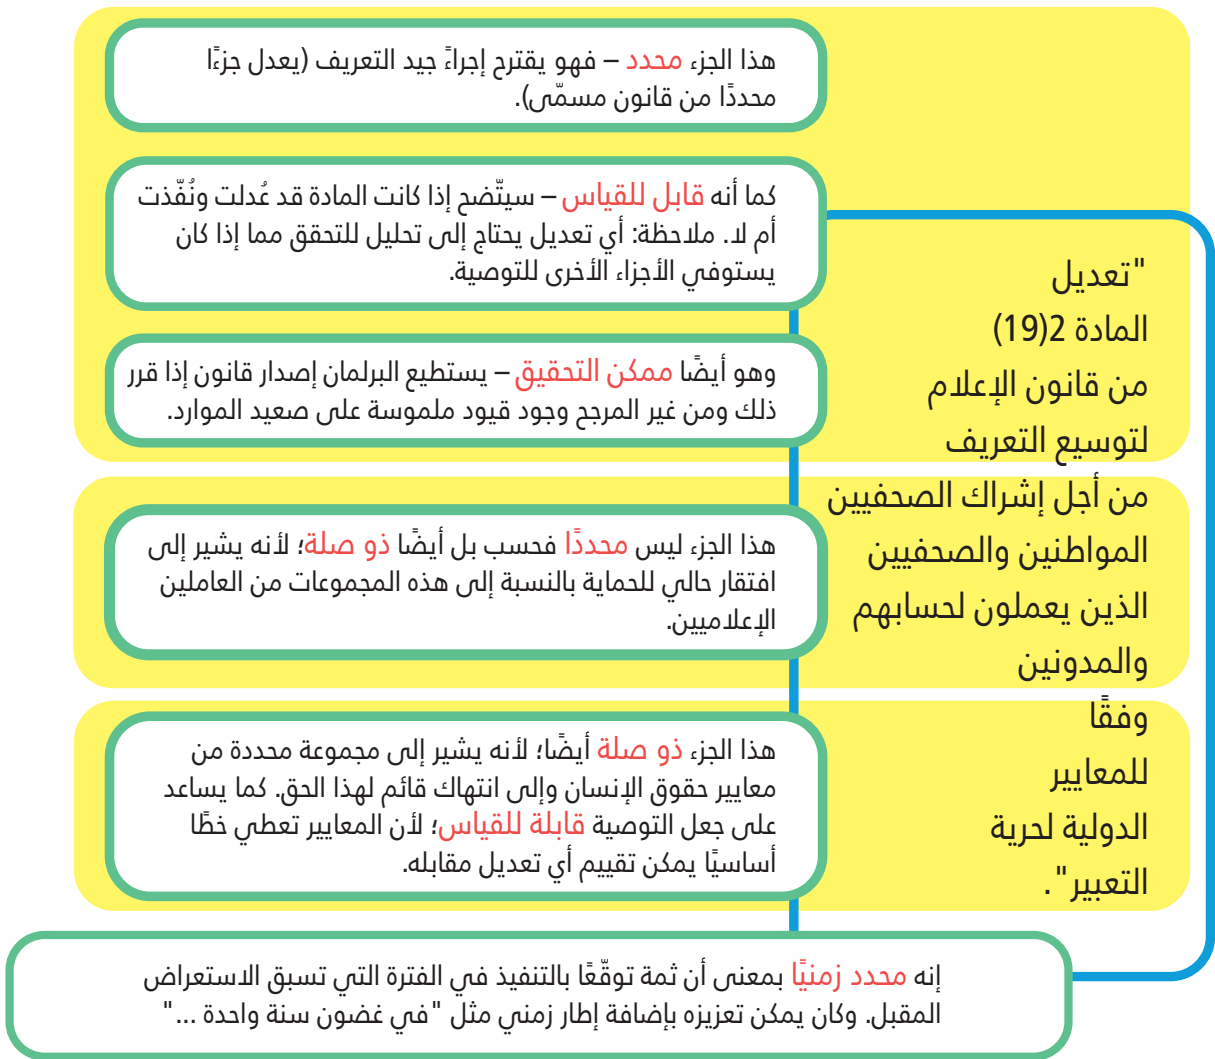 "تعديل
المادة 2(19)
من قانون الإعلام
لتوسيع التعريف
من أجل إشراك الصحفيين
المواطنين والصحفيين
الذين يعملون لحسابهم
والمدونين
وفقًا
للمعايير
الدولية لحرية
التعبير".
هذا الجزء محدد – فهو يقترح إجراءً جيد التعريف (يعدل جزءًا
محددًا من قانون مسمّى).
كما أنه قابل للقياس – سيتّضح إذا كانت المادة قد عُدلت ونُفّذت
أم لا. ملاحظة: أي تعديل يحتاج إلى تحليل للتحقق مما إذا كان
يستوفي الأجزاء الأخرى للتوصية.
وهو أيضًا ممكن التحقيق – يستطيع البرلمان إصدار قانون إذا قرر
ذلك ومن غير المرجح وجود قيود ملموسة على صعيد الموارد.
هذا الجزء ليس محددًا فحسب بل أيضًا ذو صلة؛ لأنه يشير إلى
افتقار حالي للحماية بالنسبة إلى هذه المجموعات من العاملين
الإعلاميين.
هذا الجزء ذو صلة أيضًا؛ لأنه يشير إلى مجموعة محددة من
معايير حقوق الإنسان وإلى انتهاك قائم لهذا الحق. كما يساعد
على جعل التوصية قابلة للقياس؛ لأن المعايير تعطي خطًا
أساسيًا يمكن تقييم أي تعديل مقابله.
إنه محدد زمنيًا بمعنى أن ثمة توقّعًا بالتنفيذ في الفترة التي تسبق الاستعراض
المقبل. وكان يمكن تعزيزه بإضافة إطار زمني مثل "في غضون سنة واحدة ..."